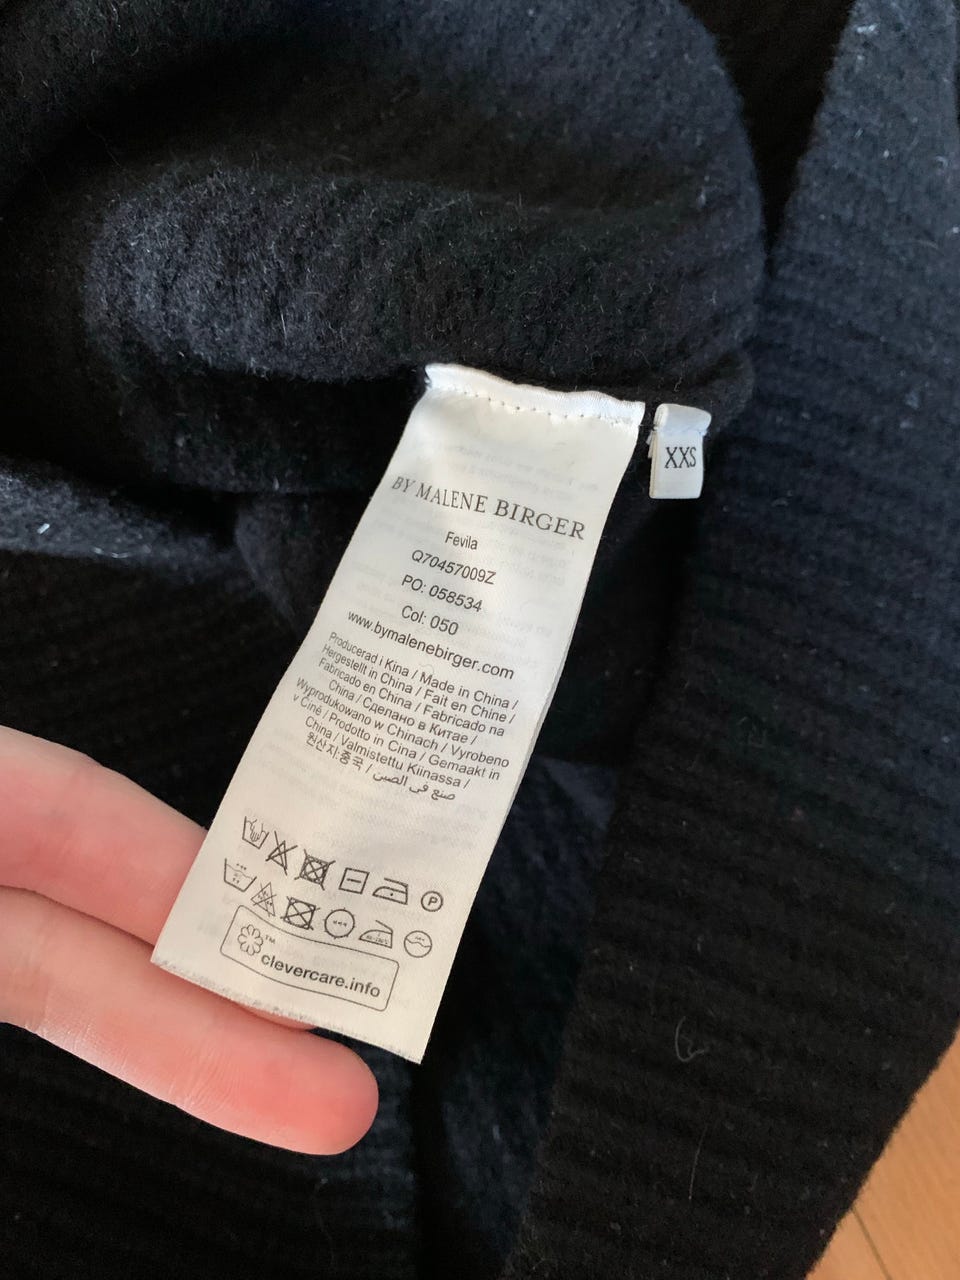 BY MALENE BIRGER
Fevila
Q70457009Z
PO: 058534
Col: 050
www.bymalenebirger.com
Producerad i Kina / Made in China /
Hergestellt in China / Fait en Chine /
Fabricado en China / Fabricado na
China / Сделано в Китае /
Wyprodukowano w Chinach / Vyrobeno
v Číně / Prodotto in Cina / Gemaakt in
China / Valmistettu Kiinassa /
원산지:중국 / صنع في الصين
P
TM
clevercare.info
XXS